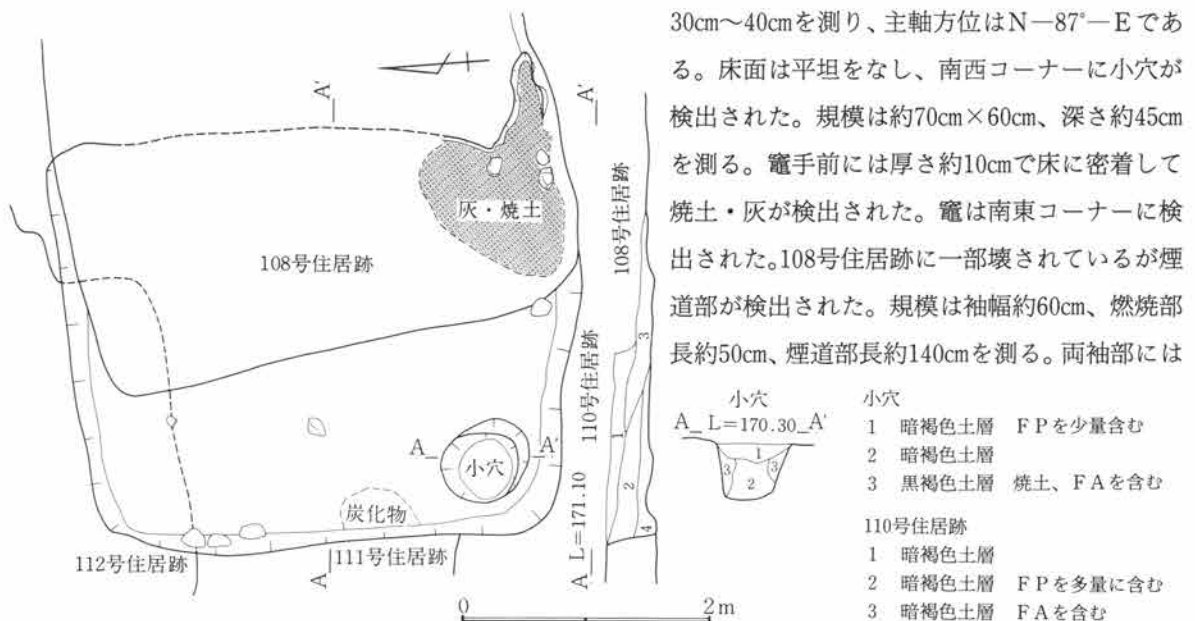 30cm～40cmを測り、主軸方位はN―87°―Eであ
る。床面は平坦をなし、南西コーナーに小穴が
検出された。規模は約70cm×60cm、深さ約45cm
を測る。竈手前には厚さ約10cmで床に密着して
焼土・灰が検出された。竈は南東コーナーに検
出された。108号住居跡に一部壊されているが煙
道部が検出された。規模は袖幅約60cm、燃焼部
長約50cm、煙道部長約140cmを測る。両袖部には
A'
A'
灰・焼土
108号住居跡
108号住居跡
110号住居跡
A
小穴
A'
炭化物
112号住居跡
111号住居跡
A
A L=171.10
1
2
3
4
0
2m
小穴
A L=170.30 A'
1
3
2
3
小穴
1 暗褐色土層 FPを少量含む
2 暗褐色土層
3 黒褐色土層 焼土、FAを含む
110号住居跡
1 暗褐色土層
2 暗褐色土層 FPを多量に含む
3 暗褐色土層 FAを含む